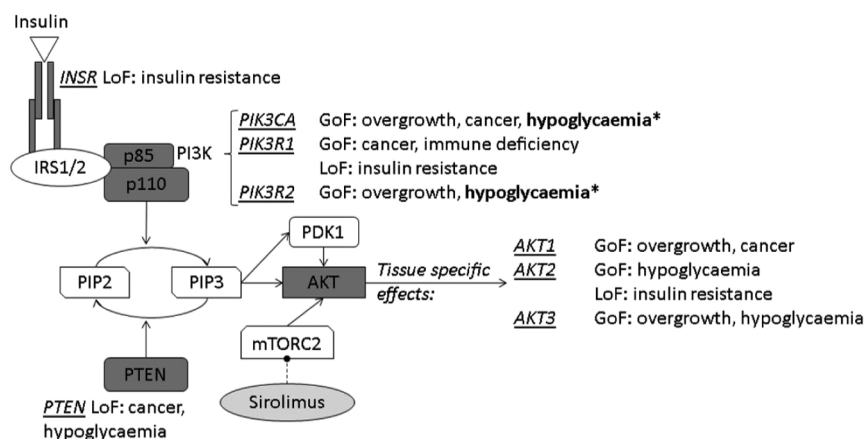 Insulin
INSR LoF: insulin resistance
PIK3CA GoF: overgrowth, cancer, hypoglycaemia*
p85 PI3K PIK3R1 GoF: cancer, immune deficiency
IRS1/2
LoF: insulin resistance
p110
PIK3R2 GoF: overgrowth, hypoglycaemia*
PDK1
AKT1 GoF: overgrowth, cancer
PIP2 PIP3 AKT Tissue specific
effects:
AKT2 GoF: hypoglycaemia
LoF: insulin resistance
AKT3 GoF: overgrowth, hypoglycaemia
mTORC2
PTEN
Sirolimus
PTEN LoF: cancer,
hypoglycaemia